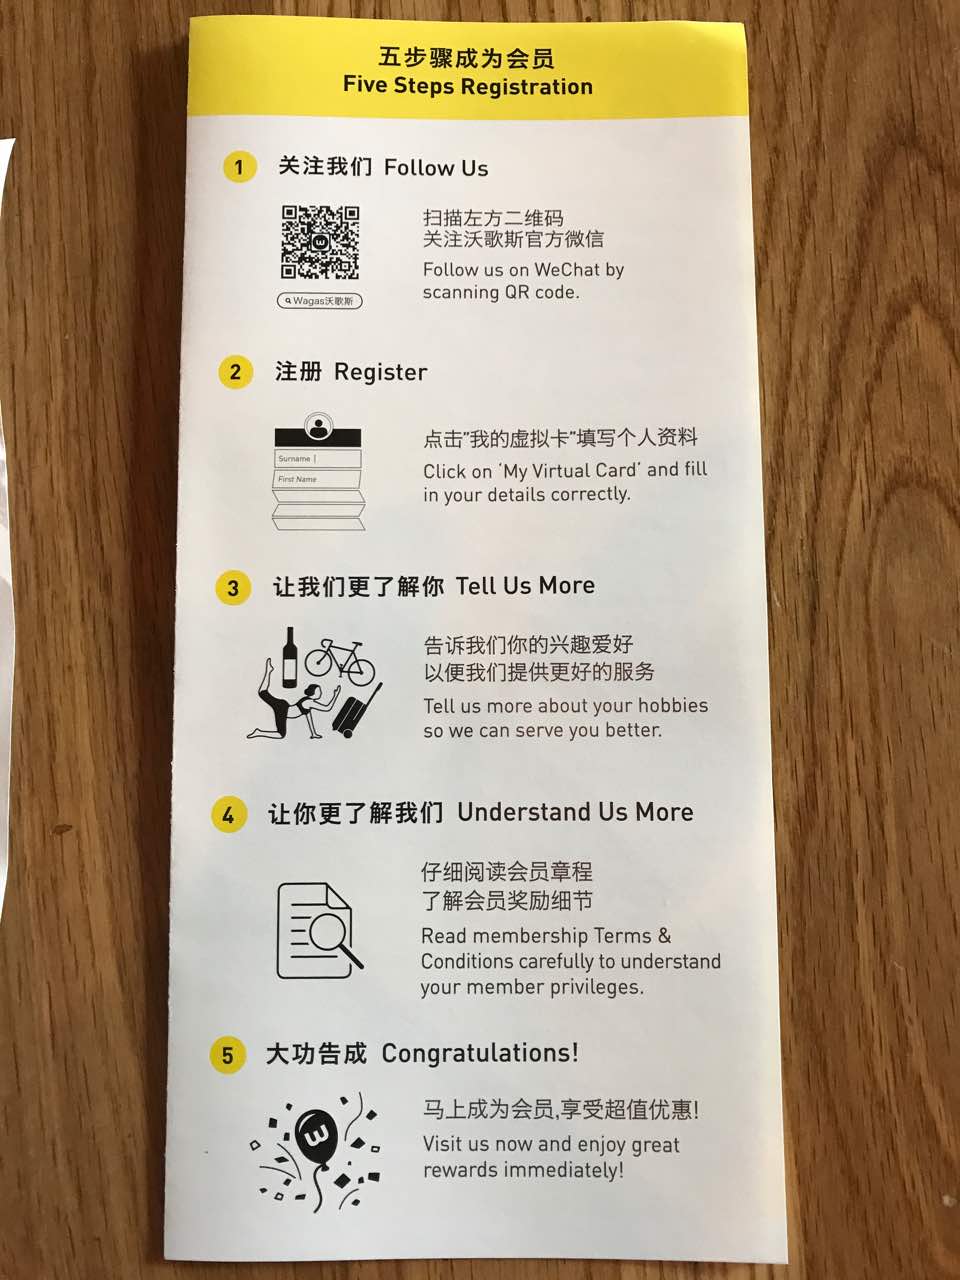 五步骤成为会员
Five Steps Registration
1 关注我们 Follow Us
扫描左方二维码
关注沃歌斯官方微信
Follow us on WeChat by
scanning QR code.
Wagas沃歌斯
2 注册 Register
Surname
First Name
点击"我的虚拟卡"填写个人资料
Click on 'My Virtual Card' and fill
in your details correctly.
3 让我们更了解你 Tell Us More
告诉我们你的兴趣爱好
以便我们提供更好的服务
Tell us more about your hobbies
so we can serve you better.
4 让你更了解我们 Understand Us More
仔细阅读会员章程
了解会员奖励细节
Read membership Terms &
Conditions carefully to understand
your member privileges.
5 大功告成 Congratulations!
马上成为会员,享受超值优惠!
Visit us now and enjoy great
rewards immediately!